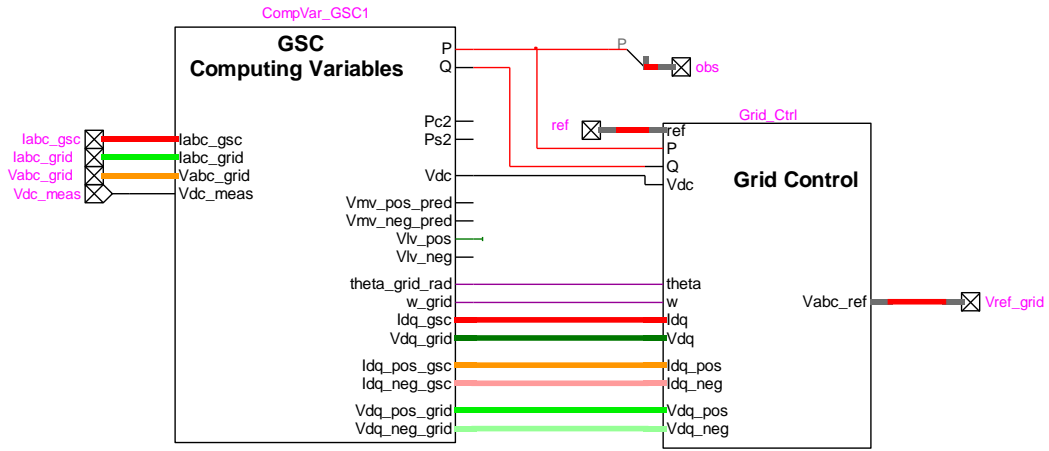 CompVar_GSC1
GSC
Computing Variables
P
Q
Pc2
Ps2
Vdc
Vmv_pos_pred
Vmv_neg_pred
Vlv_pos
Vlv_neg
theta_grid_rad
w_grid
Idq_gsc
Vdq_grid
Idq_pos_gsc
Idq_neg_gsc
Vdq_pos_grid
Vdq_neg_grid
Iabc_gsc
Iabc_grid
Vabc_grid
Vdc_meas
Iabc_gsc
Iabc_grid
Vabc_grid
Vdc_meas
P
obs
ref
Grid_Ctrl
Grid Control
ref
P
Q
Vdc
theta
w
Idq
Vdq
Idq_pos
Idq_neg
Vdq_pos
Vdq_neg
Vabc_ref
Vref_grid